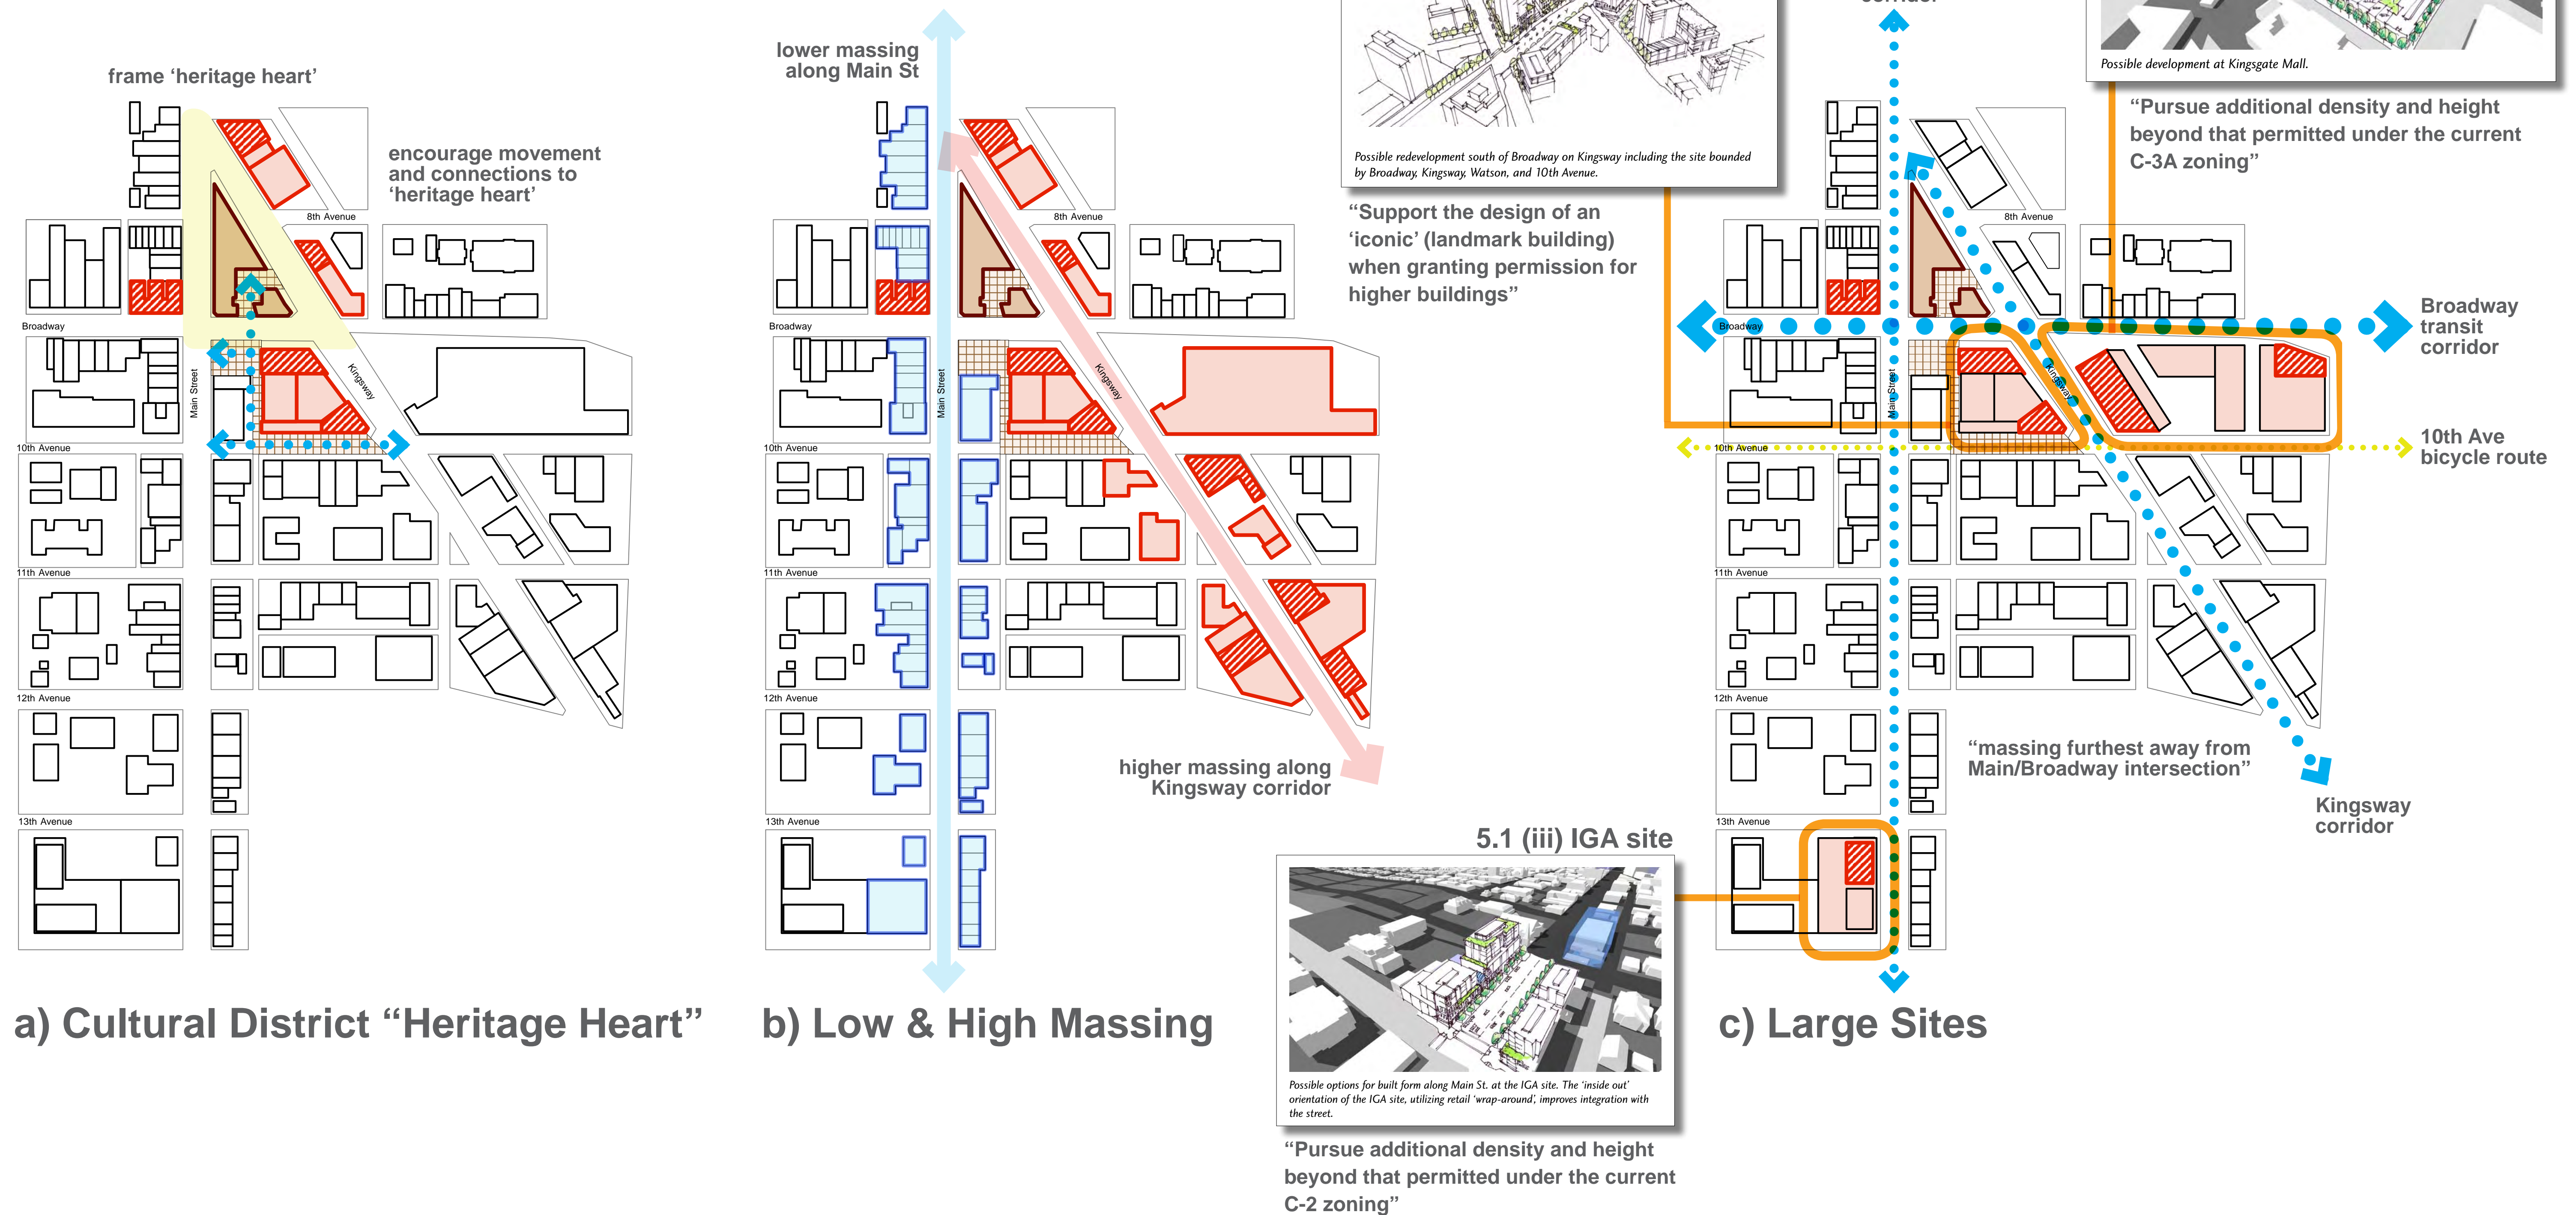 frame ‘heritage heart’
encourage movement
and connections to
‘heritage heart’
8th Avenue
Broadway
Main Street
Kingsway
10th Avenue
11th Avenue
12th Avenue
13th Avenue
a) Cultural District “Heritage Heart”
lower massing
along Main St
8th Avenue
Broadway
Main Street
Kingsway
10th Avenue
11th Avenue
12th Avenue
13th Avenue
higher massing along
Kingsway corridor
b) Low & High Massing
Possible redevelopment south of Broadway on Kingsway including the site bounded
by Broadway, Kingsway, Watson, and 10th Avenue.
“Support the design of an
‘iconic’ (landmark building)
when granting permission for
higher buildings”
corridor
Possible development at Kingsgate Mall.
“Pursue additional density and height
beyond that permitted under the current
C-3A zoning”
8th Avenue
Broadway
Broadway
transit
corridor
Main Street
Kingsway
10th Avenue
10th Ave
bicycle route
11th Avenue
12th Avenue
“massing furthest away from
Main/Broadway intersection”
Kingsway
corridor
13th Avenue
5.1 (iii) IGA site
Possible options for built form along Main St. at the IGA site. The ‘inside out’
orientation of the IGA site, utilizing retail ‘wrap-around’, improves integration with
the street.
“Pursue additional density and height
beyond that permitted under the current
C-2 zoning”
c) Large Sites